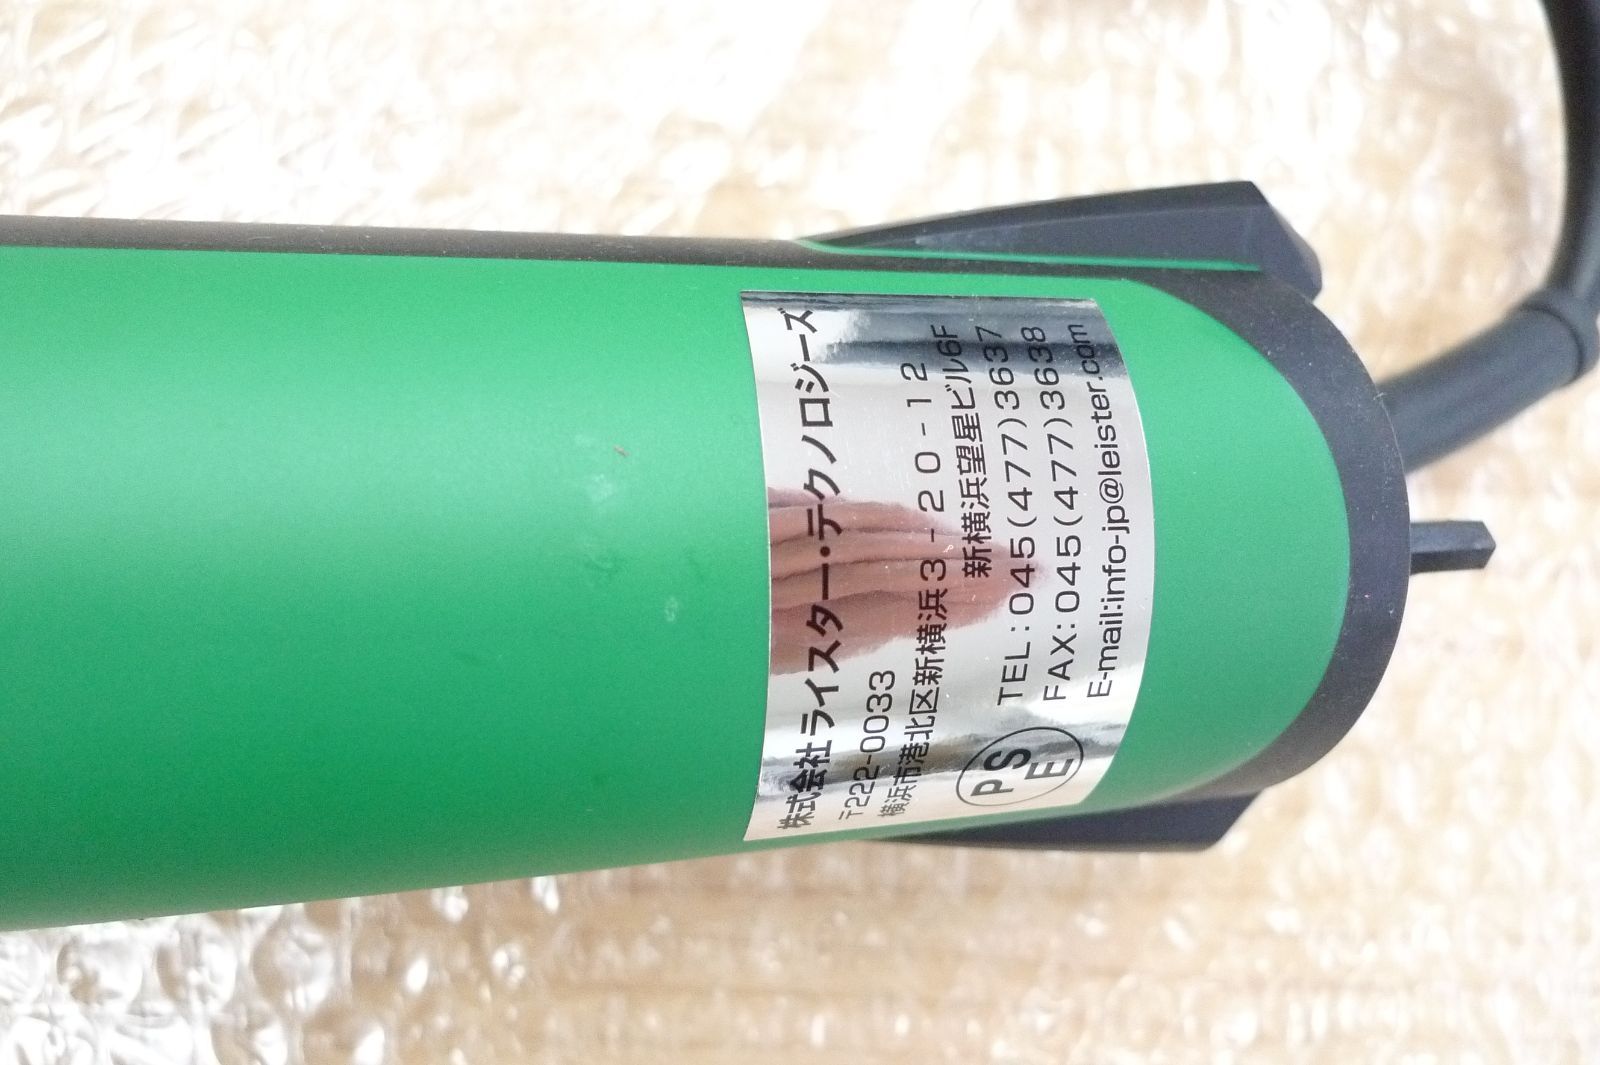 株式会社ライスター・テクノロジーズ
〒222-0033
横浜市港北区新横浜3-20-12
新横浜望星ビル6F
TEL:045(477)3637
FAX:045(477)3638
E-mail:info-jp@leister.com
PSE